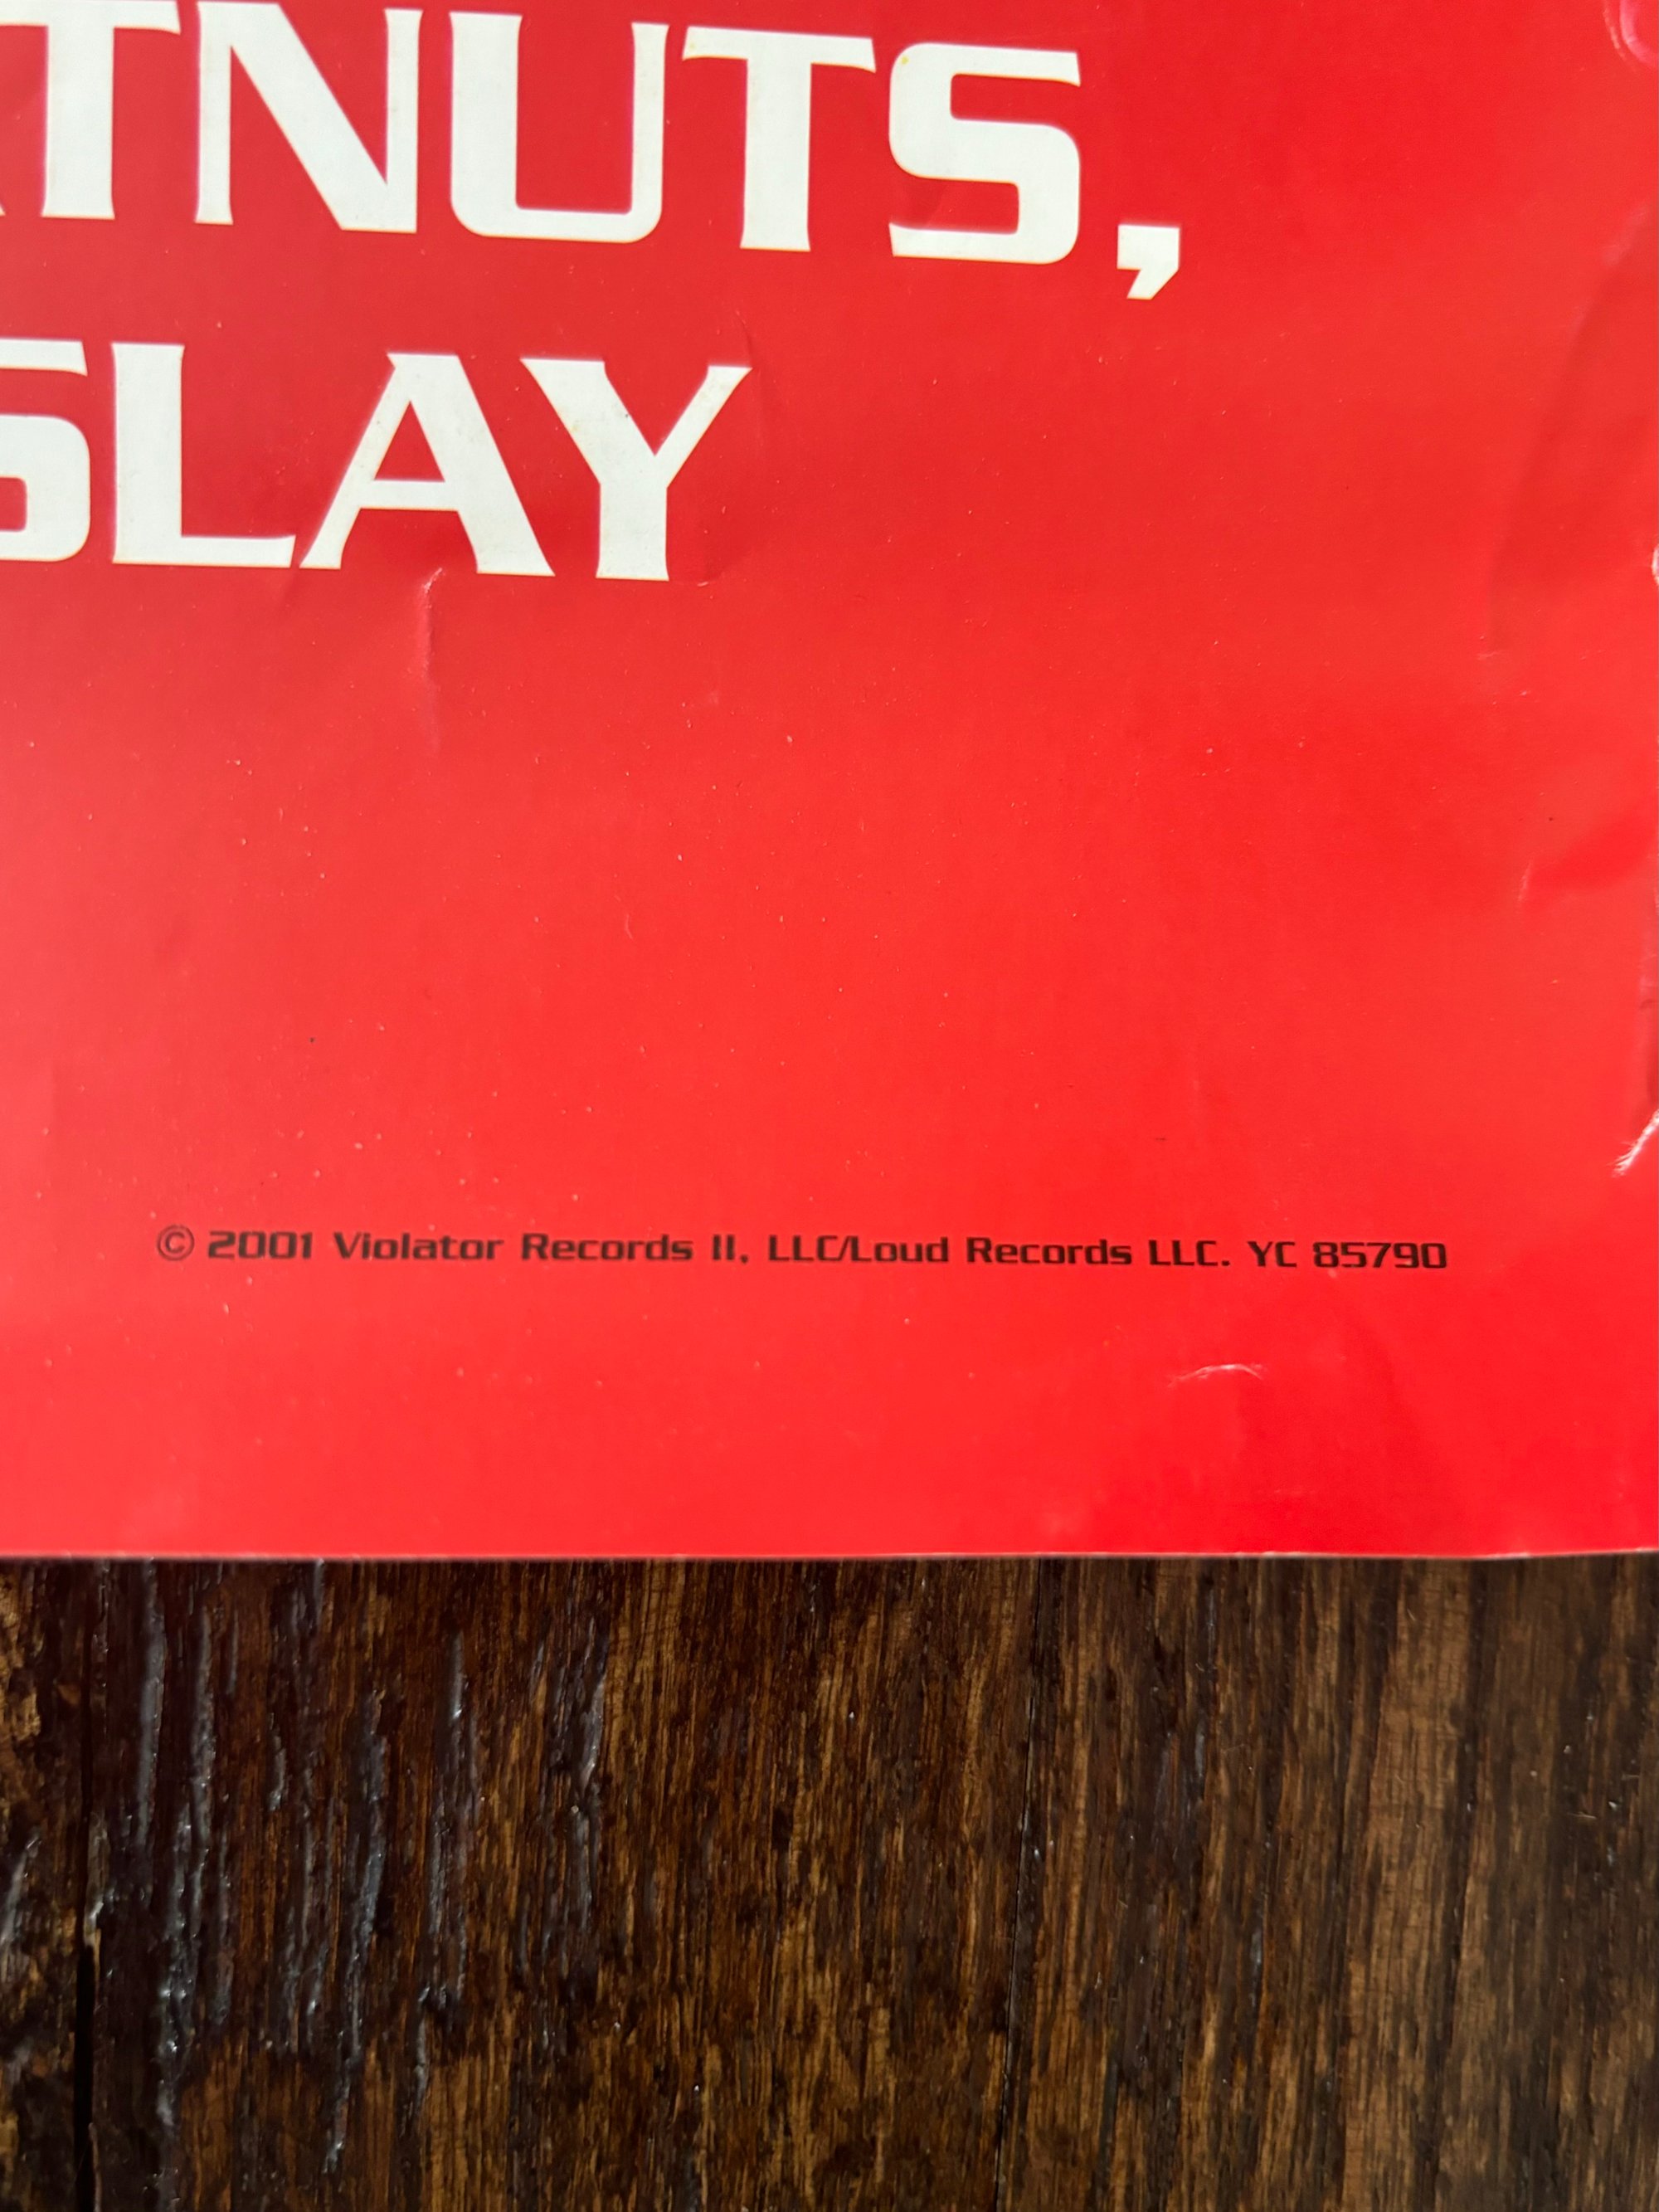 TNUTS,
SLAY
© 2001 Violator Records II, LLC/Loud Records LLC. YC 85790